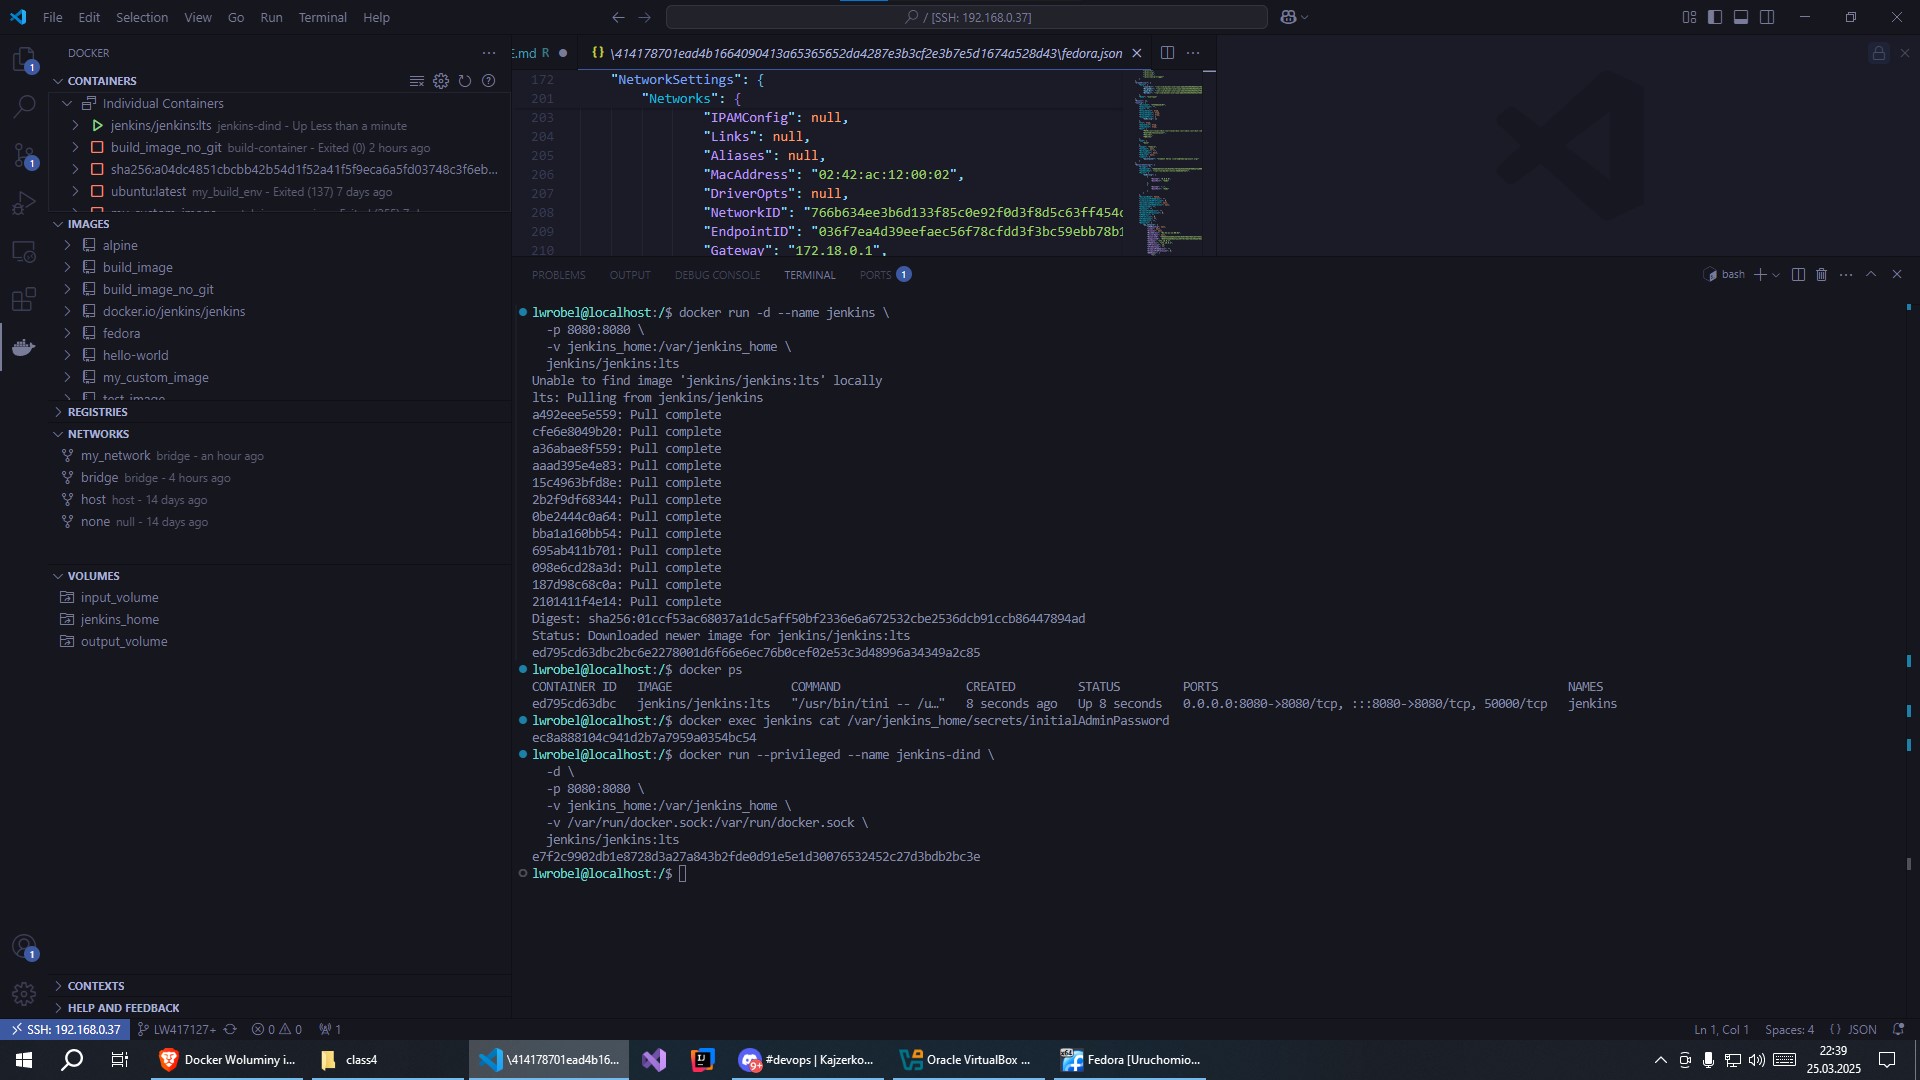 File Edit Selection View Go Run Terminal Help
/ [SSH: 192.168.0.37]
DOCKER
CONTAINERS
Individual Containers
jenkins/jenkins:lts jenkins-dind - Up Less than a minute
build_image_no_git build-container - Exited (0) 2 hours ago
sha256:a04dc4851cbcbb42b54d1f52a41f5f9eca6a5fd03748c3f6eb...
ubuntu:latest my_build_env - Exited (137) 7 days ago
IMAGES
alpine
build_image
build_image_no_git
docker.io/jenkins/jenkins
fedora
hello-world
my_custom_image
test_image
REGISTRIES
NETWORKS
my_network bridge - an hour ago
bridge bridge - 4 hours ago
host host - 14 days ago
none null - 14 days ago
VOLUMES
input_volume
jenkins_home
output_volume
CONTEXTS
HELP AND FEEDBACK
E.md R
{} \414178701ead4b1664090413a65365652da4287e3b3cf2e3b7e5d1674a528d43\fedora.json
172 "NetworkSettings": {
201 "Networks": {
203 "IPAMConfig": null,
204 "Links": null,
205 "Aliases": null,
206 "MacAddress": "02:42:ac:12:00:02",
207 "DriverOpts": null,
208 "NetworkID": "766b634ee3b6d133f85c0e92f0d3f8d5c63ff454c
209 "EndpointID": "036f7ea4d39eefaec56f78cfdd3f3bc59ebb78b1
210 "Gateway": "172.18.0.1",
PROBLEMS OUTPUT DEBUG CONSOLE TERMINAL PORTS 1
bash
lwrobel@localhost:/$ docker run -d --name jenkins \
-p 8080:8080 \
-v jenkins_home:/var/jenkins_home \
jenkins/jenkins:lts
Unable to find image 'jenkins/jenkins:lts' locally
lts: Pulling from jenkins/jenkins
a492eee5e559: Pull complete
cfe6e8049b20: Pull complete
a36abae8f559: Pull complete
aaad395e4e83: Pull complete
15c4963bfd8e: Pull complete
2b2f9df68344: Pull complete
0be2444c0a64: Pull complete
bba1a160bb54: Pull complete
695ab411b701: Pull complete
098e6cd28a3d: Pull complete
187d98c68c0a: Pull complete
2101411f4e14: Pull complete
Digest: sha256:01ccf53ac68037a1dc5aff50bf2336e6a672532cbe2536dcb91ccb86447894ad
Status: Downloaded newer image for jenkins/jenkins:lts
ed795cd63dbc2bc6e2278001d6f66e6ec76b0cef02e53c3d48996a34349a2c85
lwrobel@localhost:/$ docker ps
CONTAINER ID IMAGE COMMAND CREATED STATUS PORTS NAMES
ed795cd63dbc jenkins/jenkins:lts "/usr/bin/tini -- /u…" 8 seconds ago Up 8 seconds 0.0.0.0:8080->8080/tcp, :::8080->8080/tcp, 50000/tcp jenkins
lwrobel@localhost:/$ docker exec jenkins cat /var/jenkins_home/secrets/initialAdminPassword
ec8a888104c941d2b7a7959a0354bc54
lwrobel@localhost:/$ docker run --privileged --name jenkins-dind \
-d \
-p 8080:8080 \
-v jenkins_home:/var/jenkins_home \
-v /var/run/docker.sock:/var/run/docker.sock \
jenkins/jenkins:lts
e7f2c9902db1e8728d3a27a843b2fde0d91e5e1d30076532452c27d3bdb2bc3e
lwrobel@localhost:/$
SSH: 192.168.0.37 LW417127+ 0 0 1
Ln 1, Col 1 Spaces: 4 {} JSON
Docker Woluminy i... class4 \414178701ead4b16... #devops | Kajzerko... Oracle VirtualBox ... Fedora [Uruchomio...
22:39
25.03.2025